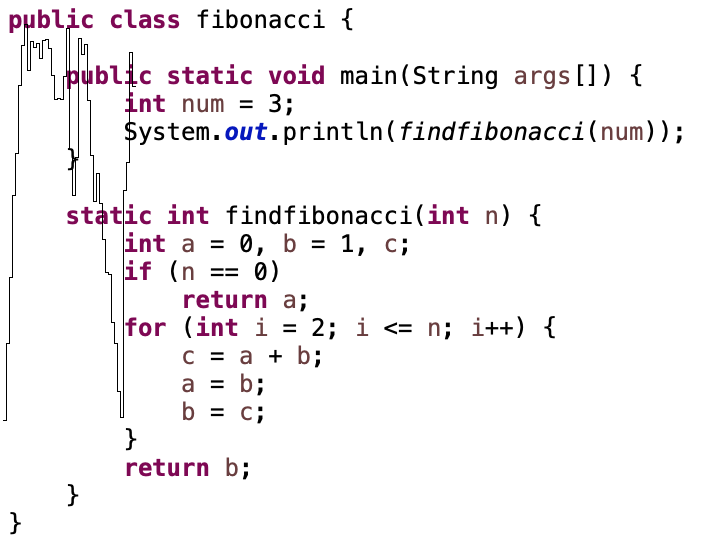 public class fibonacci {
public static void main(String args[]) {
int num = 3;
System.out.println(findfibonacci(num));
}
static int findfibonacci(int n) {
int a = 0, b = 1, c;
if (n == 0)
return a;
for (int i = 2; i <= n; i++) {
c = a + b;
a = b;
b = c;
}
return b;
}
}